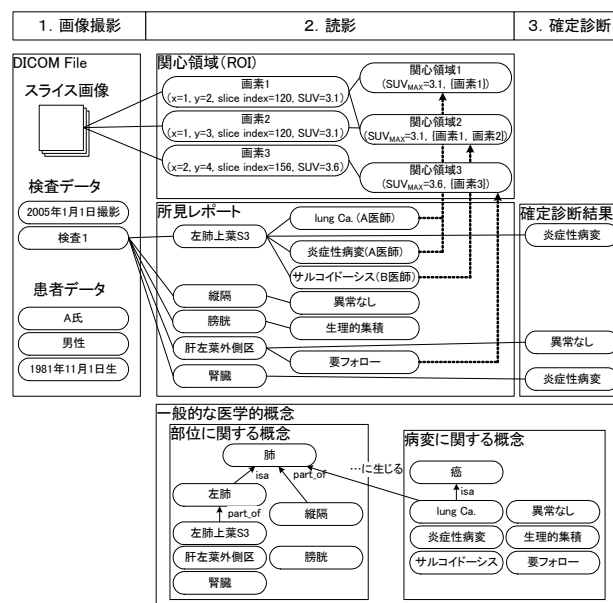 1. 画像撮影
2. 読影
3. 確定診断
DICOM File
スライス画像
検査データ
2005年1月1日撮影
検査1
患者データ
A氏
男性
1981年11月1日生
関心領域(ROI)
画素1
(x=1, y=2, slice index=120, SUV=3.1)
画素2
(x=1, y=3, slice index=120, SUV=3.1)
画素3
(x=2, y=4, slice index=156, SUV=3.6)
関心領域1
(SUVMAX=3.1, {画素1})
関心領域2
(SUVMAX=3.1, {画素1, 画素2})
関心領域3
(SUVMAX=3.6, {画素3})
所見レポート
左肺上葉S3
縦隔
膀胱
肝左葉外側区
腎臓
lung Ca. (A医師)
炎症性病変(A医師)
サルコイドーシス(B医師)
異常なし
生理的集積
要フォロー
確定診断結果
炎症性病変
異常なし
炎症性病変
一般的な医学的概念
部位に関する概念
肺
isa
part_of
左肺
part_of
縦隔
左肺上葉S3
肝左葉外側区
膀胱
腎臓
…に生じる
病変に関する概念
癌
isa
lung Ca.
異常なし
炎症性病変
生理的集積
サルコイドーシス
要フォロー